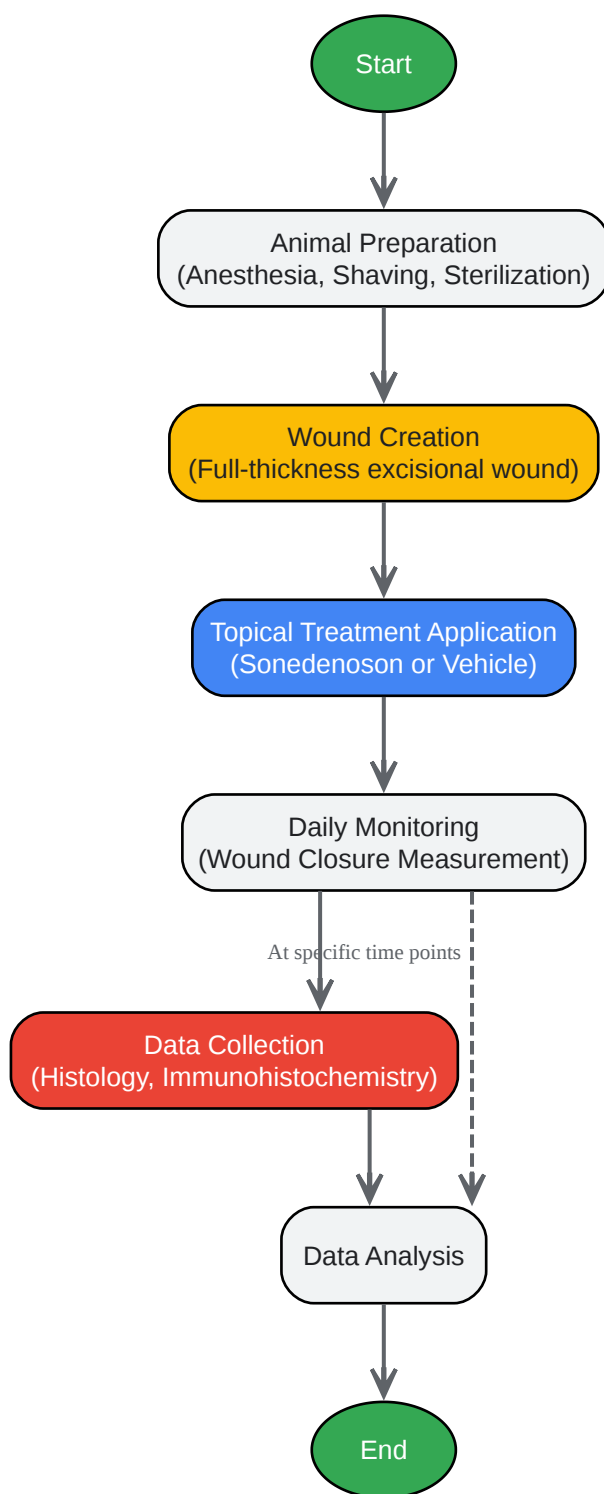 Start
Animal Preparation
(Anesthesia, Shaving, Sterilization)
Wound Creation
(Full-thickness excisional wound)
Topical Treatment Application
(Sonedenoson or Vehicle)
Daily Monitoring
(Wound Closure Measurement)
At specific time points
Data Collection
(Histology, Immunohistochemistry)
Data Analysis
End